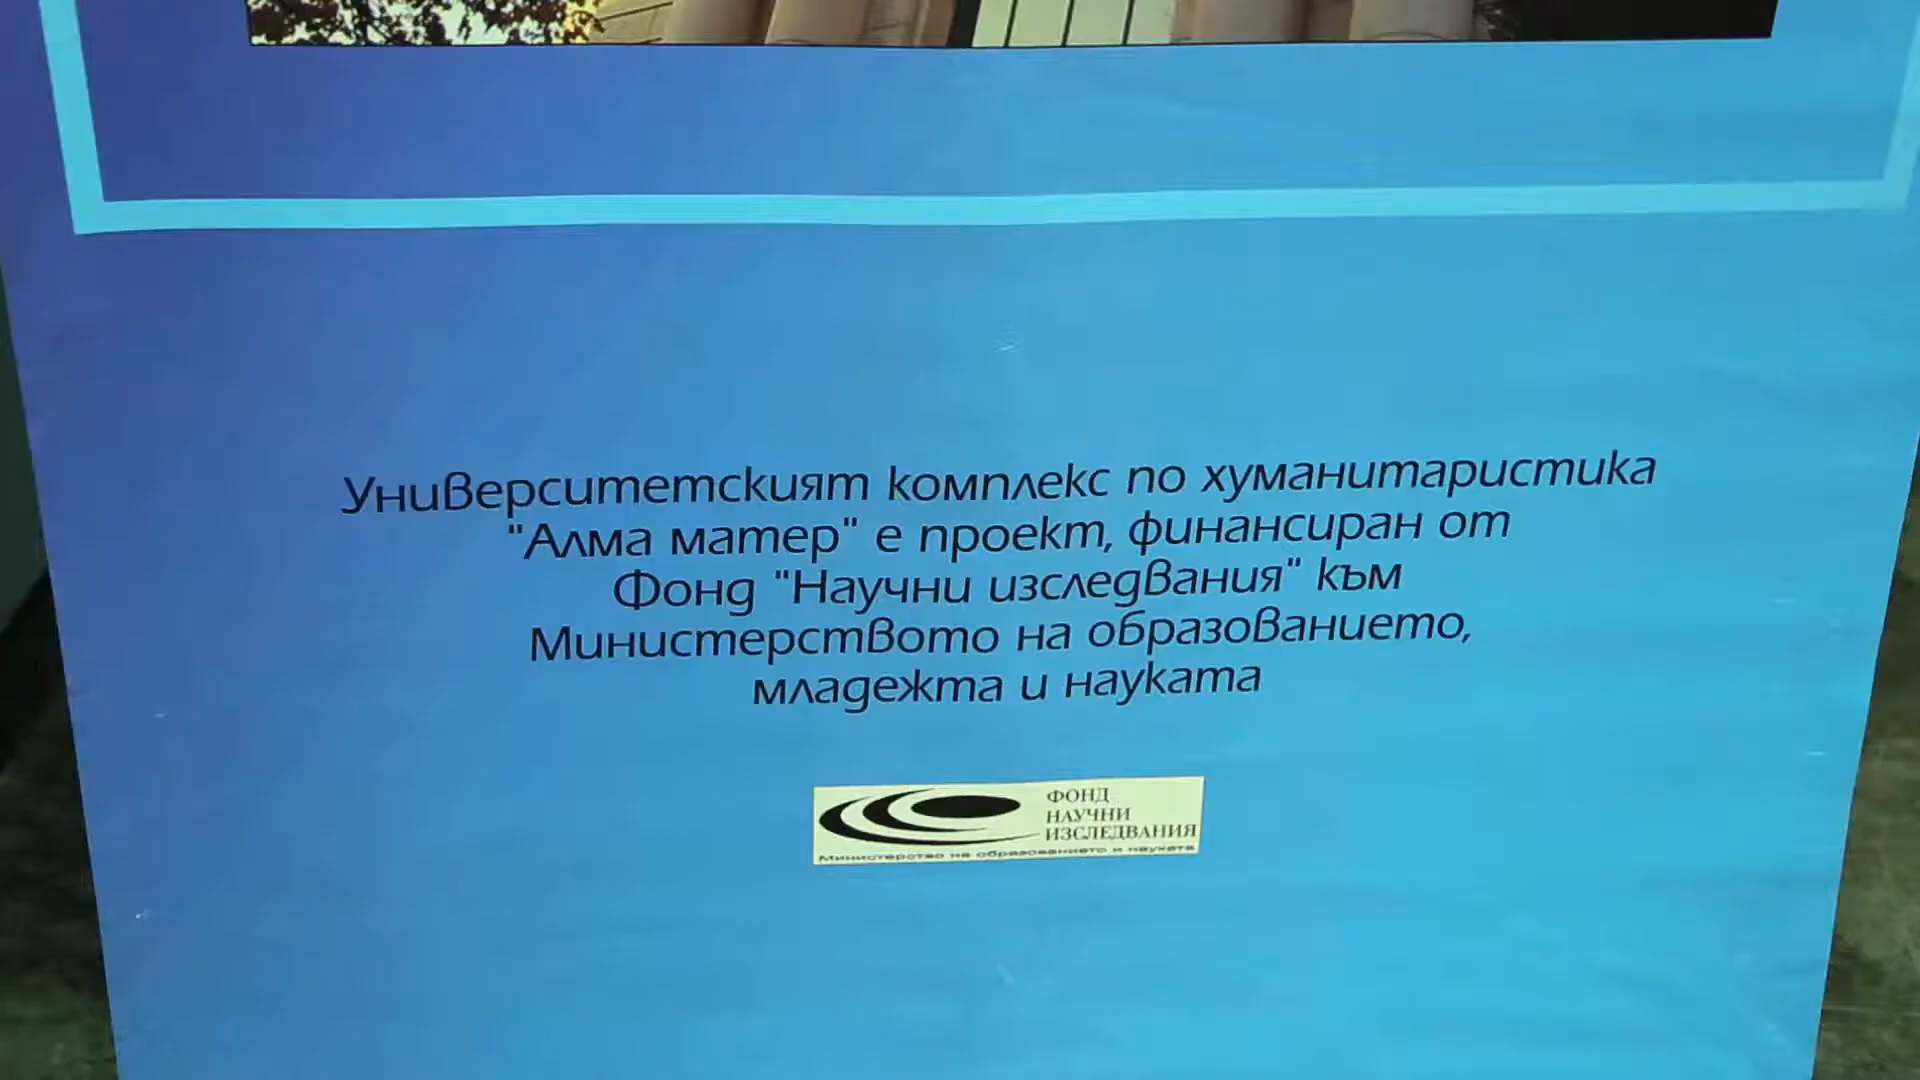 Университетският комплекс по хуманитаристика
"Алма матер" е проект, финансиран от
Фонд "Научни изследвания" към
Министерството на образованието,
младежта и науката
ФОНД
НАУЧНИ
ИЗСЛЕДВАНИЯ
Министерство на образованието и науката